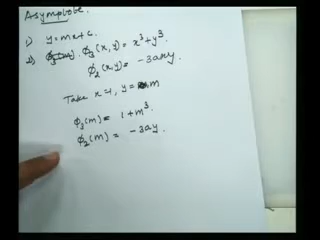 Asymptote.
1) y = mx + c.
2) ϕ₃(x, y) = x³ + y³.
ϕ₂(x, y) = - 3axy.
Take x = 1, y = m
ϕ₃(m) = 1 + m³.
ϕ₂(m) = - 3ay.